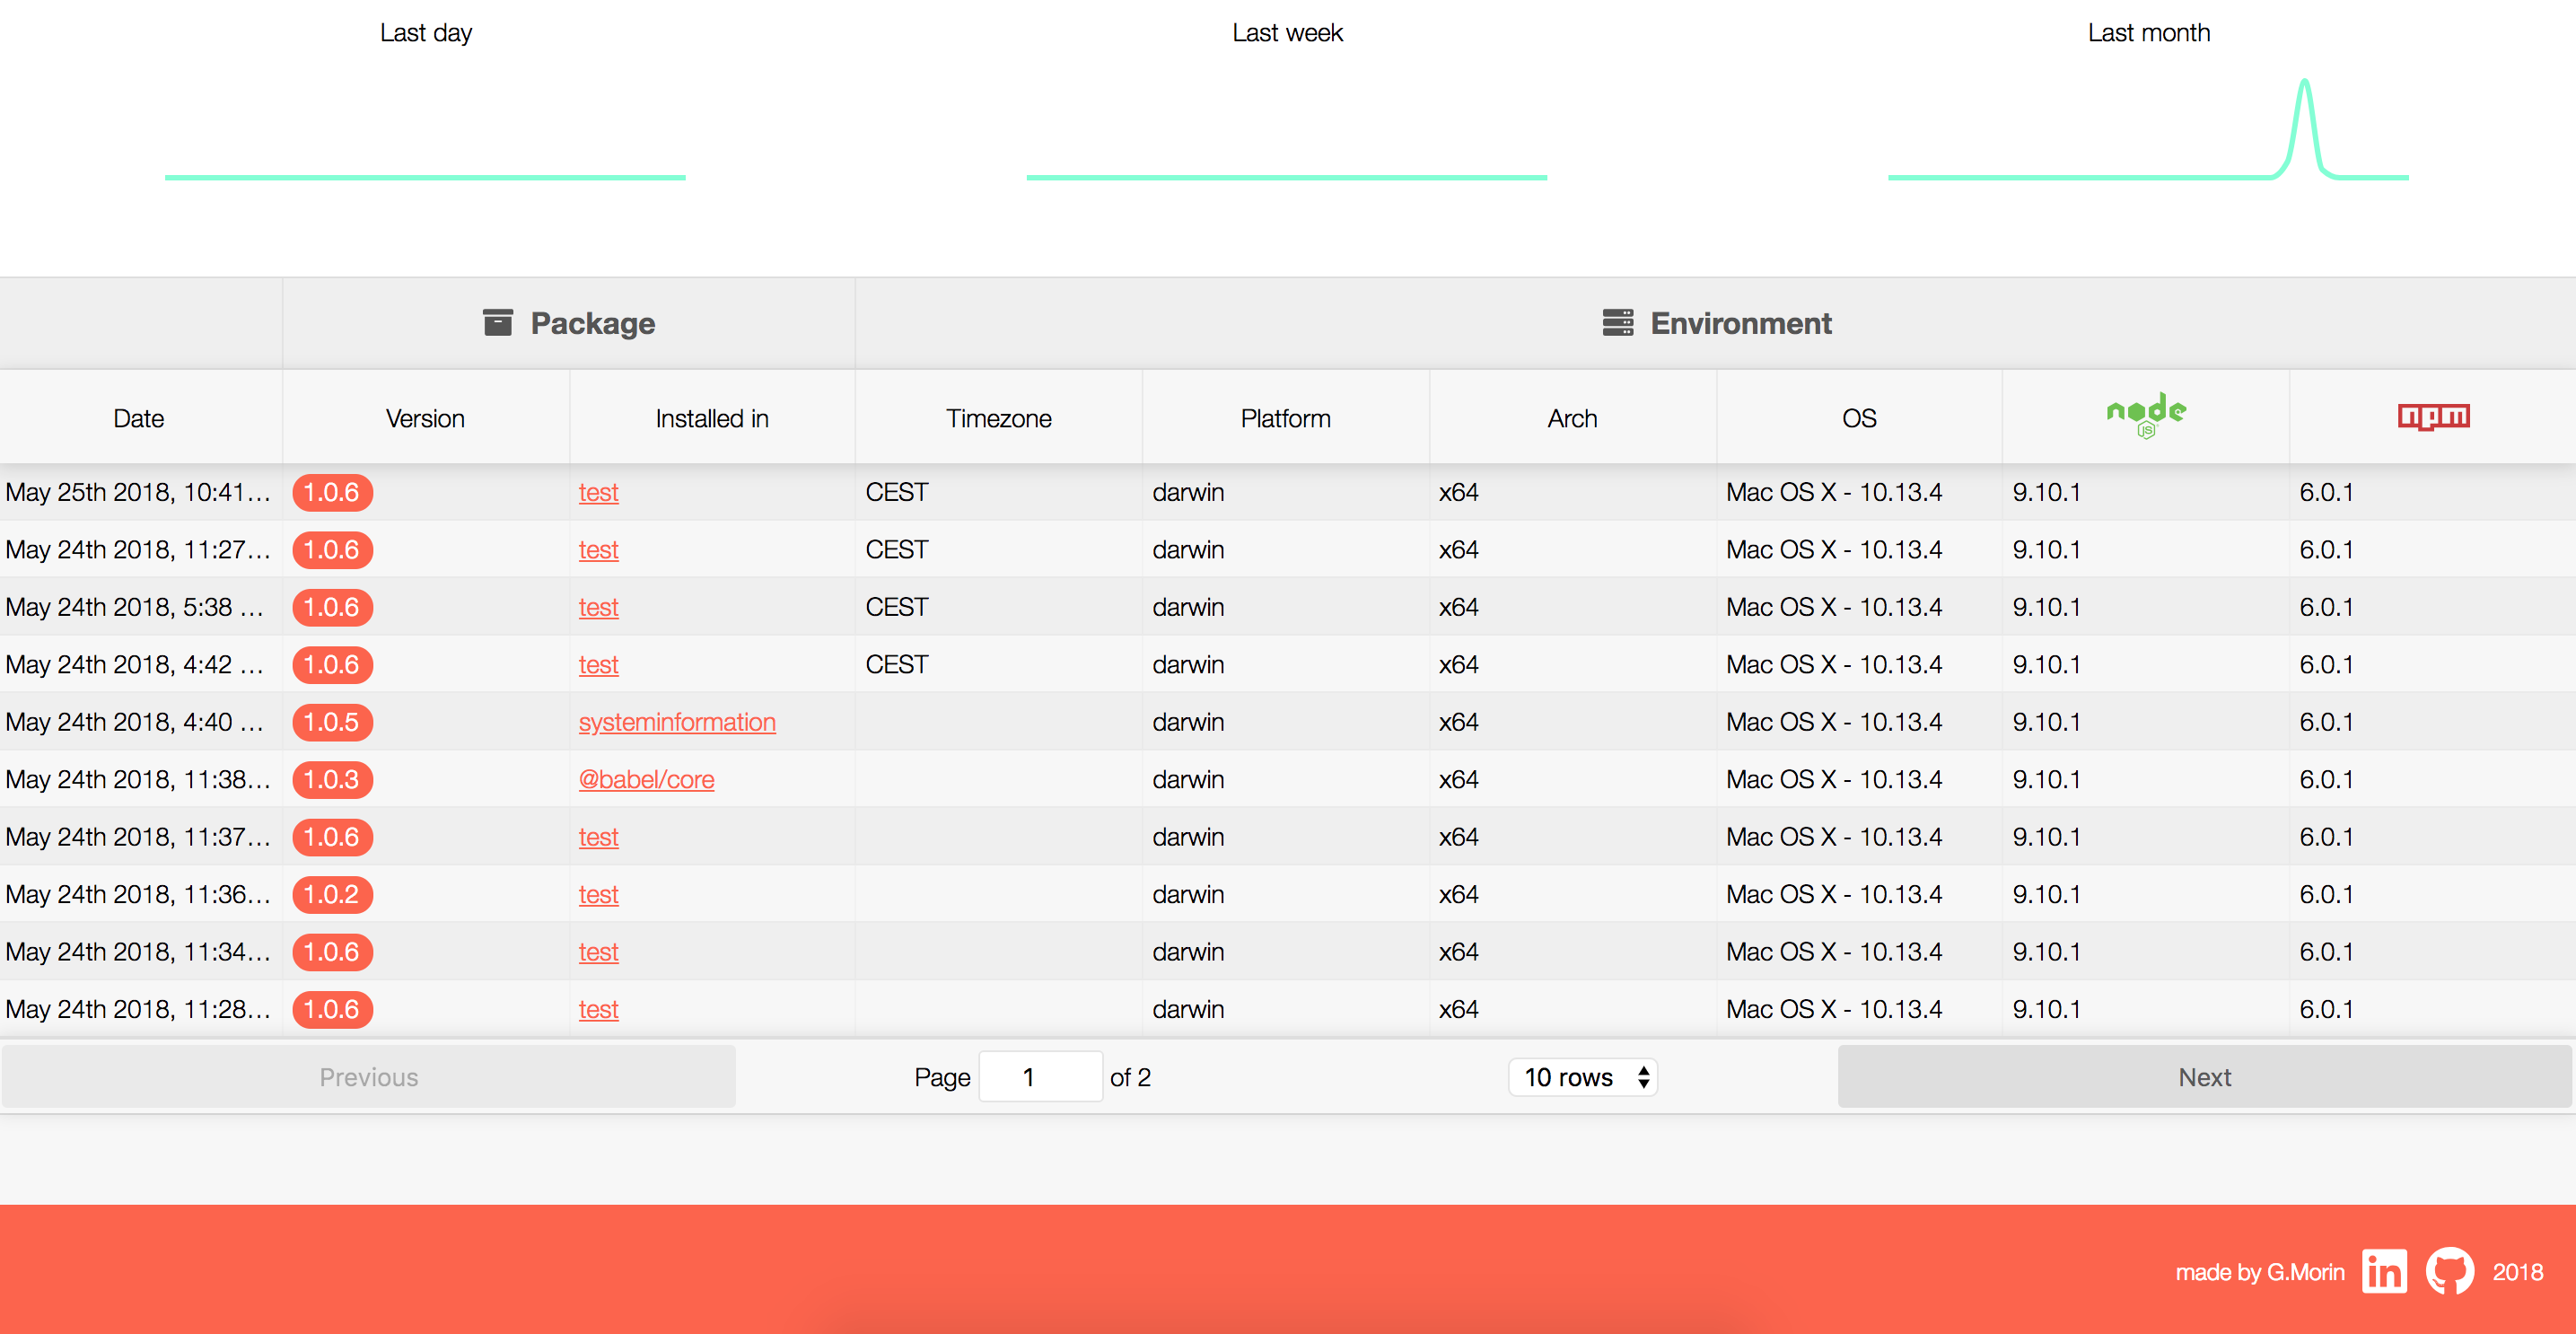 Last day Last week Last month
Package Environment
Date Version Installed in Timezone Platform Arch OS node JS npm
May 25th 2018, 10:41… 1.0.6 test CEST darwin x64 Mac OS X - 10.13.4 9.10.1 6.0.1
May 24th 2018, 11:27… 1.0.6 test CEST darwin x64 Mac OS X - 10.13.4 9.10.1 6.0.1
May 24th 2018, 5:38 … 1.0.6 test CEST darwin x64 Mac OS X - 10.13.4 9.10.1 6.0.1
May 24th 2018, 4:42 … 1.0.6 test CEST darwin x64 Mac OS X - 10.13.4 9.10.1 6.0.1
May 24th 2018, 4:40 … 1.0.5 systeminformation darwin x64 Mac OS X - 10.13.4 9.10.1 6.0.1
May 24th 2018, 11:38… 1.0.3 @babel/core darwin x64 Mac OS X - 10.13.4 9.10.1 6.0.1
May 24th 2018, 11:37… 1.0.6 test darwin x64 Mac OS X - 10.13.4 9.10.1 6.0.1
May 24th 2018, 11:36… 1.0.2 test darwin x64 Mac OS X - 10.13.4 9.10.1 6.0.1
May 24th 2018, 11:34… 1.0.6 test darwin x64 Mac OS X - 10.13.4 9.10.1 6.0.1
May 24th 2018, 11:28… 1.0.6 test darwin x64 Mac OS X - 10.13.4 9.10.1 6.0.1
Previous Page 1 of 2 10 rows Next
made by G.Morin in 2018